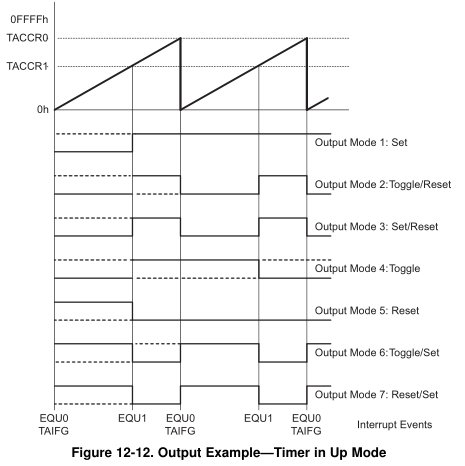 0FFFFh
TACCR0
TACCR1
0h
Output Mode 1: Set
Output Mode 2:Toggle/Reset
Output Mode 3: Set/Reset
Output Mode 4:Toggle
Output Mode 5: Reset
Output Mode 6:Toggle/Set
Output Mode 7: Reset/Set
EQU0 EQU1 EQU0 EQU1 EQU0
TAIFG TAIFG TAIFG Interrupt Events
Figure 12-12. Output Example—Timer in Up Mode